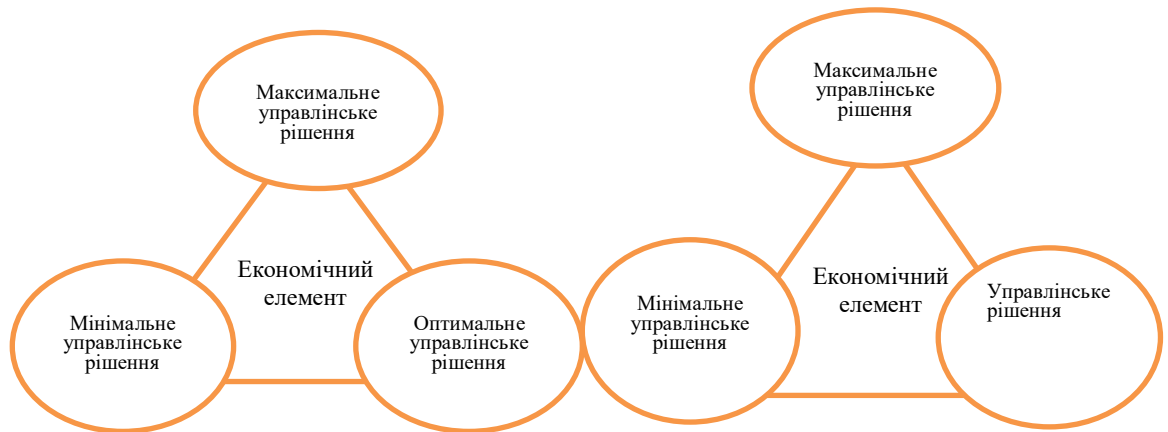 Максимальне
управлінське
рішення
Економічний
елемент
Мінімальне
управлінське
рішення
Оптимальне
управлінське
рішення
Максимальне
управлінське
рішення
Економічний
елемент
Мінімальне
управлінське
рішення
Управлінське
рішення